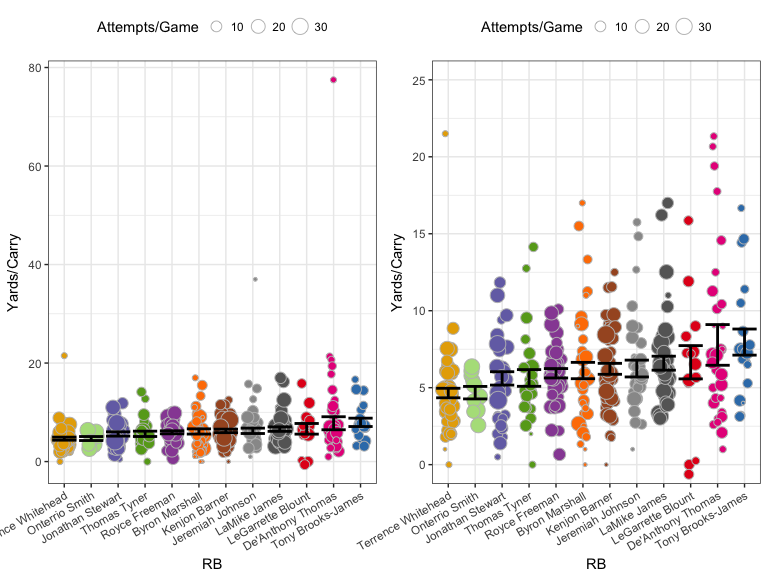 Attempts/Game 10 20 30
80
60
40
20
0
Yards/Carry
nce Whitehead
Onterrio Smith
Jonathan Stewart
Thomas Tyner
Royce Freeman
Byron Marshall
Kenjon Barner
Jeremiah Johnson
LaMike James
LeGarrette Blount
De'Anthony Thomas
Tony Brooks-James
RB
Attempts/Game 10 20 30
25
20
15
10
5
0
Yards/Carry
Terrence Whitehead
Onterrio Smith
Jonathan Stewart
Thomas Tyner
Royce Freeman
Byron Marshall
Kenjon Barner
Jeremiah Johnson
LaMike James
LeGarrette Blount
De'Anthony Thomas
Tony Brooks-James
RB